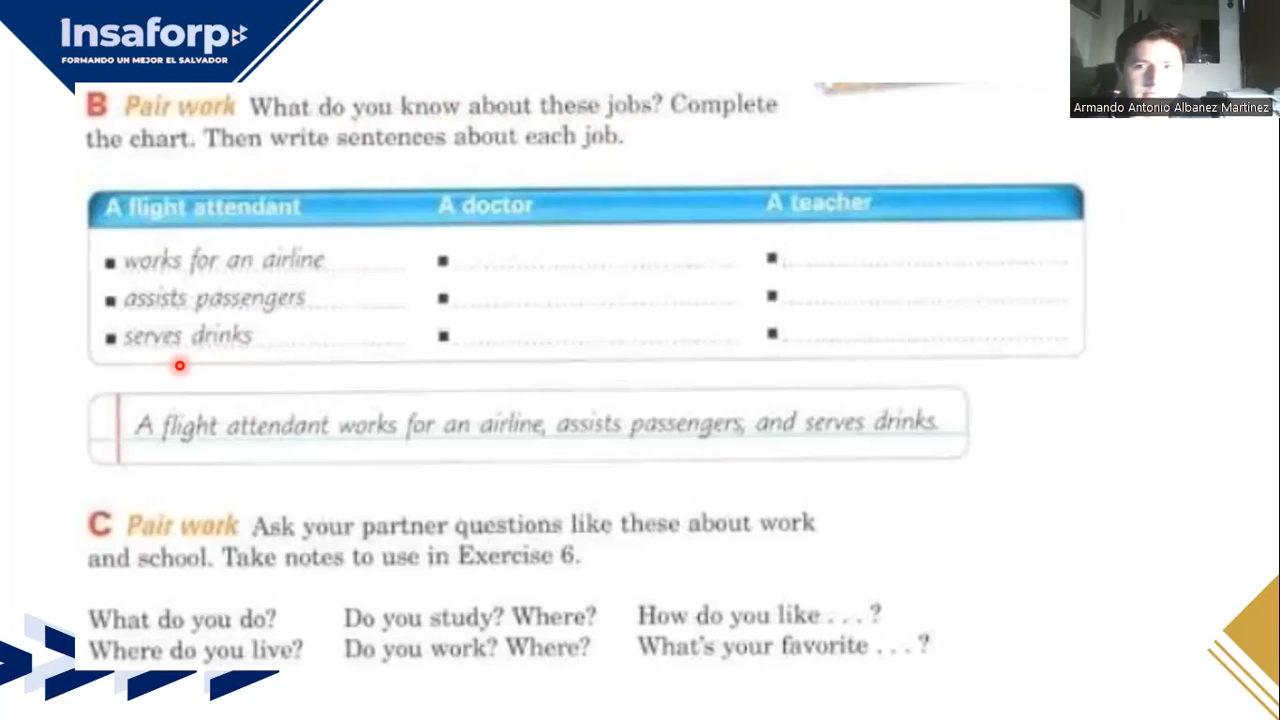 Insaforp
FORMANDO UN MEJOR EL SALVADOR
Armando Antonio Albanez Martinez
B Pair work What do you know about these jobs? Complete
the chart. Then write sentences about each job.
A flight attendant A doctor A teacher
works for an airline
assists passengers
serves drinks
A flight attendant works for an airline, assists passengers, and serves drinks.
C Pair work Ask your partner questions like these about work
and school. Take notes to use in Exercise 6.
What do you do? Do you study? Where? How do you like . . . ?
Where do you live? Do you work? Where? What's your favorite . . . ?